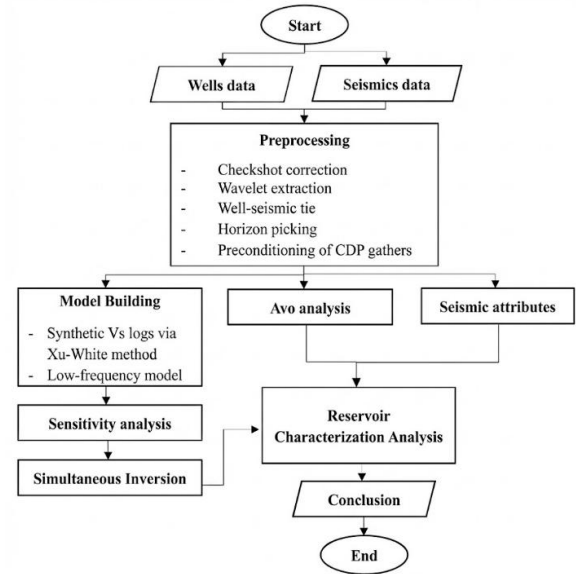 Start
Wells data
Seismics data
Preprocessing
- Checkshot correction
- Wavelet extraction
- Well-seismic tie
- Horizon picking
- Preconditioning of CDP gathers
Model Building
- Synthetic Vs logs via
Xu-White method
- Low-frequency model
Avo analysis
Seismic attributes
Sensitivity analysis
Simultaneous Inversion
Reservoir
Characterization Analysis
Conclusion
End